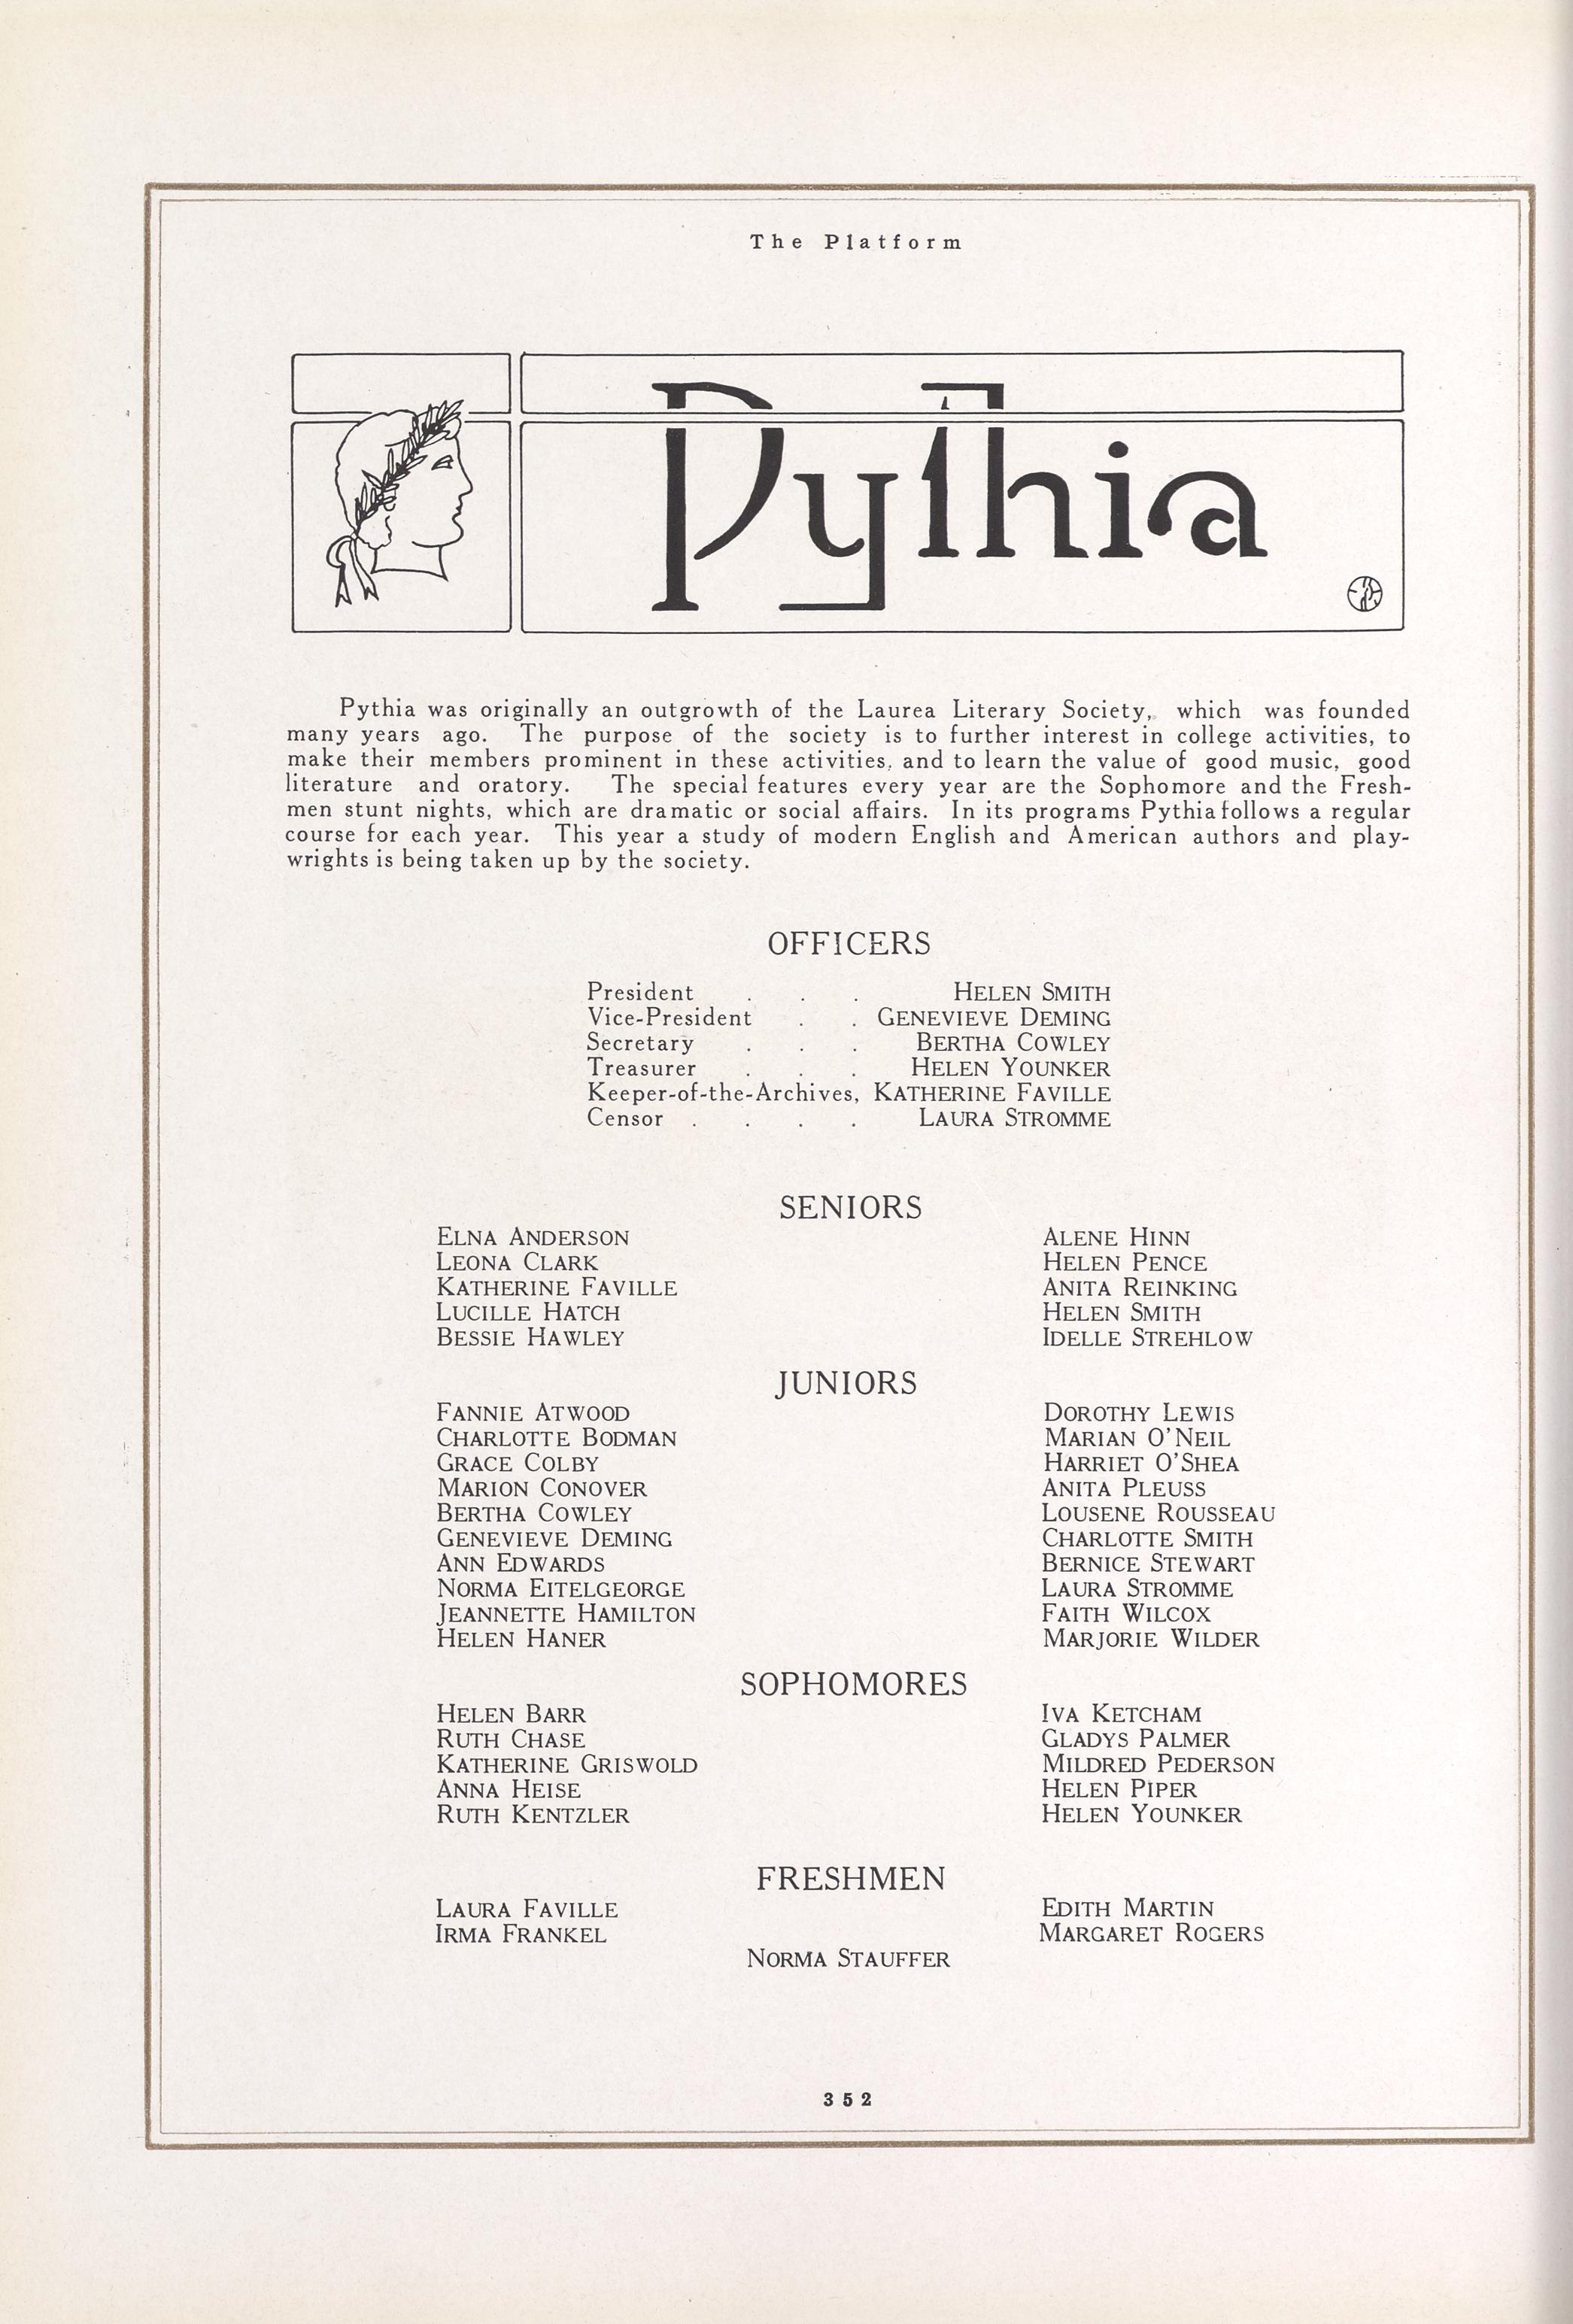 The Platform
Pythia
Pythia was originally an outgrowth of the Laurea Literary Society, which was founded
many years ago. The purpose of the society is to further interest in college activities, to
make their members prominent in these activities, and to learn the value of good music, good
literature and oratory. The special features every year are the Sophomore and the Fresh-
men stunt nights, which are dramatic or social affairs. In its programs Pythia follows a regular
course for each year. This year a study of modern English and American authors and play-
wrights is being taken up by the society.
OFFICERS
President . . . HELEN SMITH
Vice-President . . GENEVIEVE DEMING
Secretary . . . BERTHA COWLEY
Treasurer . . . HELEN YOUNKER
Keeper-of-the-Archives, KATHERINE FAVILLE
Censor . . . . LAURA STROMME
SENIORS
ELNA ANDERSON
LEONA CLARK
KATHERINE FAVILLE
LUCILLE HATCH
BESSIE HAWLEY
ALENE HINN
HELEN PENCE
ANITA REINKING
HELEN SMITH
IDELLE STREHLOW
JUNIORS
FANNIE ATWOOD
CHARLOTTE BODMAN
GRACE COLBY
MARION CONOVER
BERTHA COWLEY
GENEVIEVE DEMING
ANN EDWARDS
NORMA EITELGEORGE
JEANNETTE HAMILTON
HELEN HANER
DOROTHY LEWIS
MARIAN O'NEIL
HARRIET O'SHEA
ANITA PLEUSS
LOUSENE ROUSSEAU
CHARLOTTE SMITH
BERNICE STEWART
LAURA STROMME
FAITH WILCOX
MARJORIE WILDER
SOPHOMORES
HELEN BARR
RUTH CHASE
KATHERINE GRISWOLD
ANNA HEISE
RUTH KENTZLER
IVA KETCHAM
GLADYS PALMER
MILDRED PEDERSON
HELEN PIPER
HELEN YOUNKER
FRESHMEN
LAURA FAVILLE
IRMA FRANKEL
EDITH MARTIN
MARGARET ROGERS
NORMA STAUFFER
352